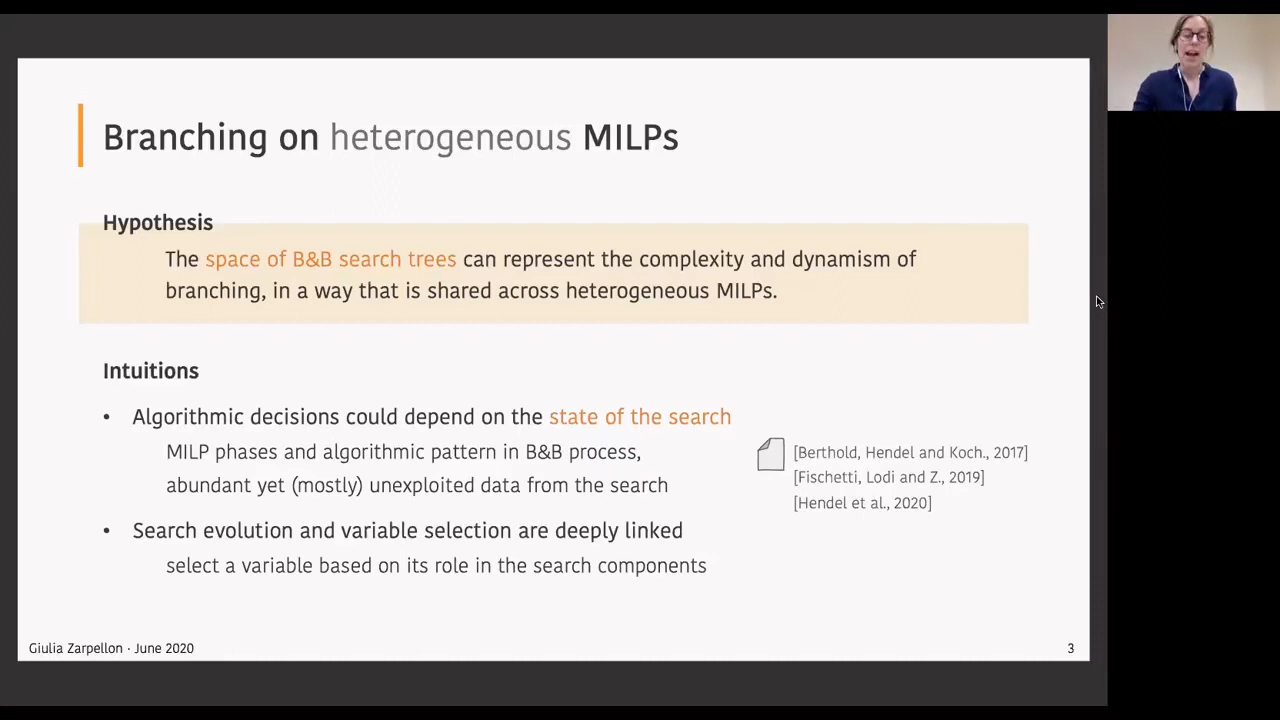 Branching on heterogeneous MILPs
Hypothesis
The space of B&B search trees can represent the complexity and dynamism of
branching, in a way that is shared across heterogeneous MILPs.
Intuitions
• Algorithmic decisions could depend on the state of the search
MILP phases and algorithmic pattern in B&B process,
abundant yet (mostly) unexploited data from the search
[Berthold, Hendel and Koch., 2017]
[Fischetti, Lodi and Z., 2019]
[Hendel et al., 2020]
• Search evolution and variable selection are deeply linked
select a variable based on its role in the search components
Giulia Zarpellon · June 2020
3